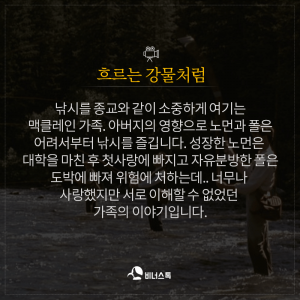 흐르는 강물처럼
낚시를 종교와 같이 소중하게 여기는
맥클레인 가족. 아버지의 영향으로 노먼과 폴은
어려서부터 낚시를 즐깁니다. 성장한 노먼은
대학을 마친 후 첫사랑에 빠지고 자유분방한 폴은
도박에 빠져 위험에 처하는데.. 너무나
사랑했지만 서로 이해할 수 없었던
가족의 이야기입니다.
비너스톡